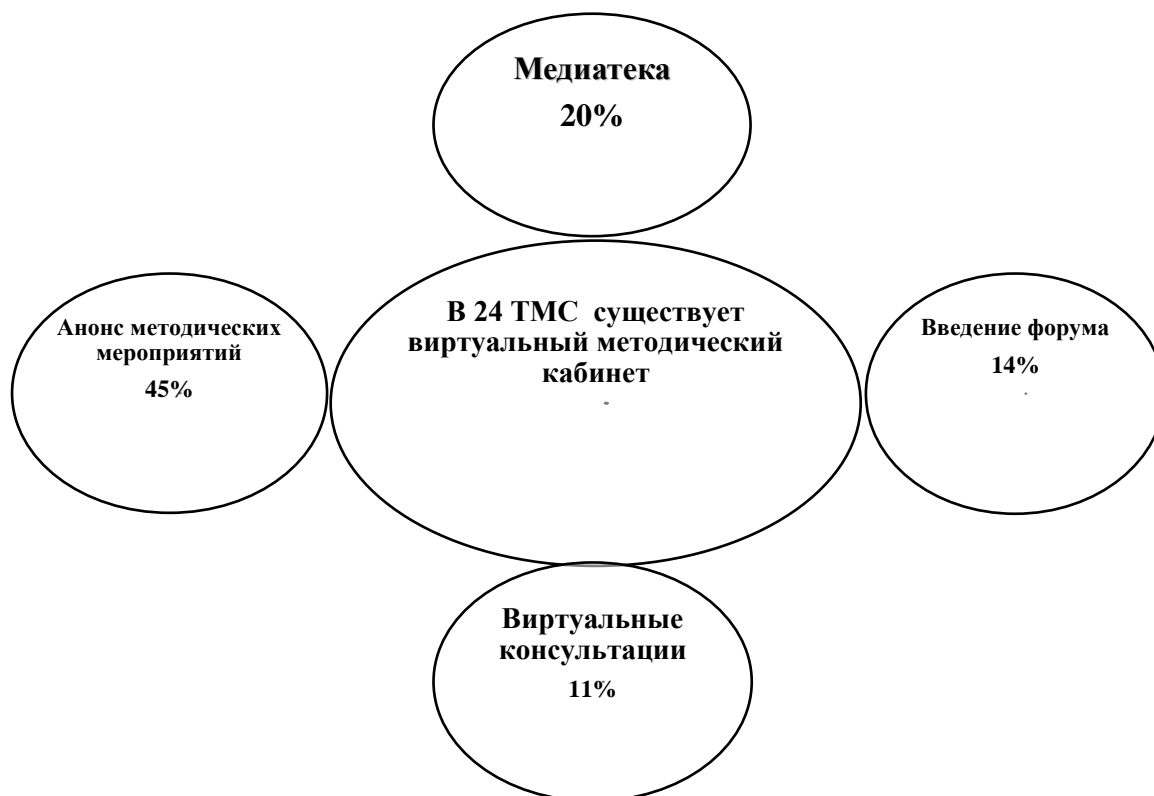 Медиатека
20%
В 24 ТМС существует
виртуальный методический
кабинет
Анонс методических
мероприятий
45%
Введение форума
14%
Виртуальные
консультации
11%